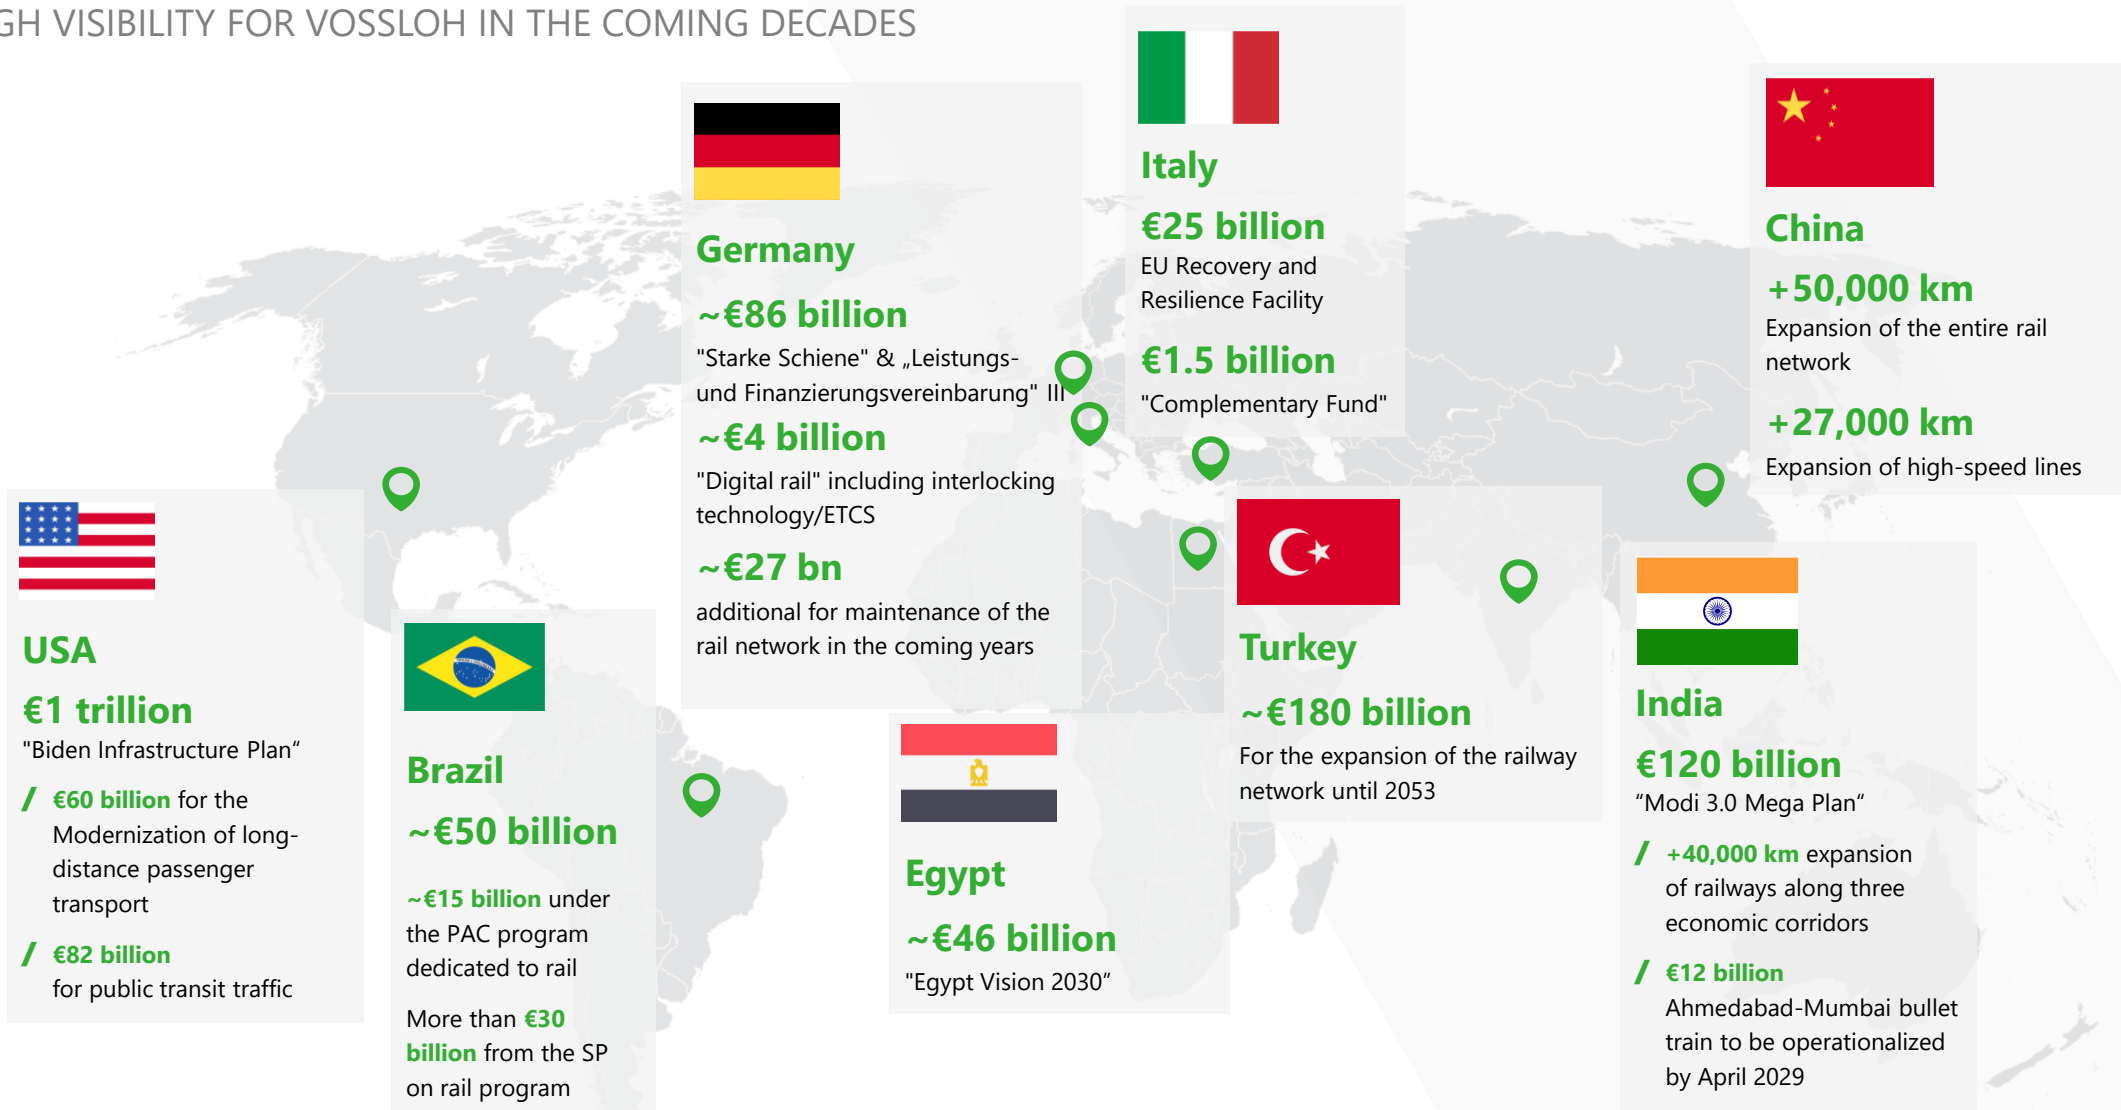 GH VISIBILITY FOR VOSSLOH IN THE COMING DECADES
USA
€1 trillion
"Biden Infrastructure Plan“
/ €60 billion for the
Modernization of long-
distance passenger
transport
/ €82 billion
for public transit traffic
Brazil
~€50 billion
~€15 billion under
the PAC program
dedicated to rail
More than €30
billion from the SP
on rail program
Germany
~€86 billion
"Starke Schiene" & „Leistungs-
und Finanzierungsvereinbarung" III
~€4 billion
"Digital rail" including interlocking
technology/ETCS
~€27 bn
additional for maintenance of the
rail network in the coming years
Egypt
~€46 billion
"Egypt Vision 2030”
Italy
€25 billion
EU Recovery and
Resilience Facility
€1.5 billion
"Complementary Fund"
Turkey
~€180 billion
For the expansion of the railway
network until 2053
China
+50,000 km
Expansion of the entire rail
network
+27,000 km
Expansion of high-speed lines
India
€120 billion
“Modi 3.0 Mega Plan“
/ +40,000 km expansion
of railways along three
economic corridors
/ €12 billion
Ahmedabad-Mumbai bullet
train to be operationalized
by April 2029